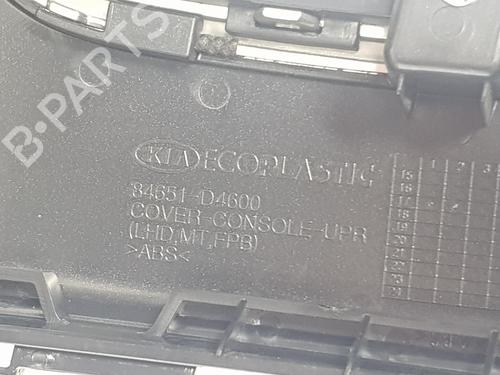 B-PARTS
KIA ECOPLASTIC
84651-D4600
COVER-CONSOLE-UPR
(LHD,MT,FPB)
>ABS<
1 2 3
15
16
17
18
19
20
21
22
23
24